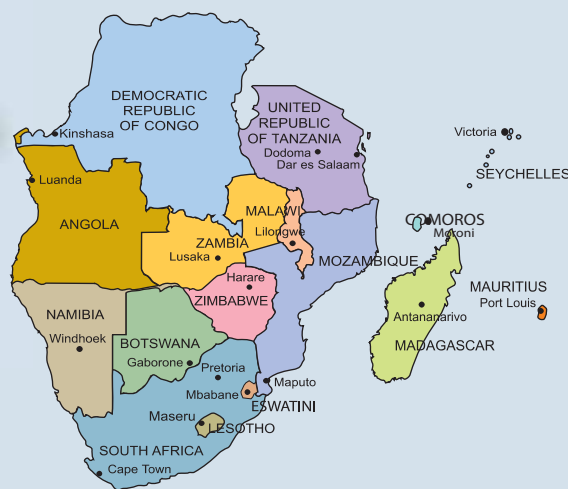 DEMOCRATIC
REPUBLIC
OF CONGO
Kinshasa
UNITED
REPUBLIC
OF TANZANIA
Dodoma
Dar es Salaam
Victoria
SEYCHELLES
Luanda
ANGOLA
MALAWI
Lilongwe
ZAMBIA
Lusaka
COMOROS
Moroni
MOZAMBIQUE
Harare
ZIMBABWE
MAURITIUS
Port Louis
Antananarivo
MADAGASCAR
NAMIBIA
Windhoek
BOTSWANA
Gaborone
Pretoria
Mbabane
Maputo
ESWATINI
Maseru
LESOTHO
SOUTH AFRICA
Cape Town